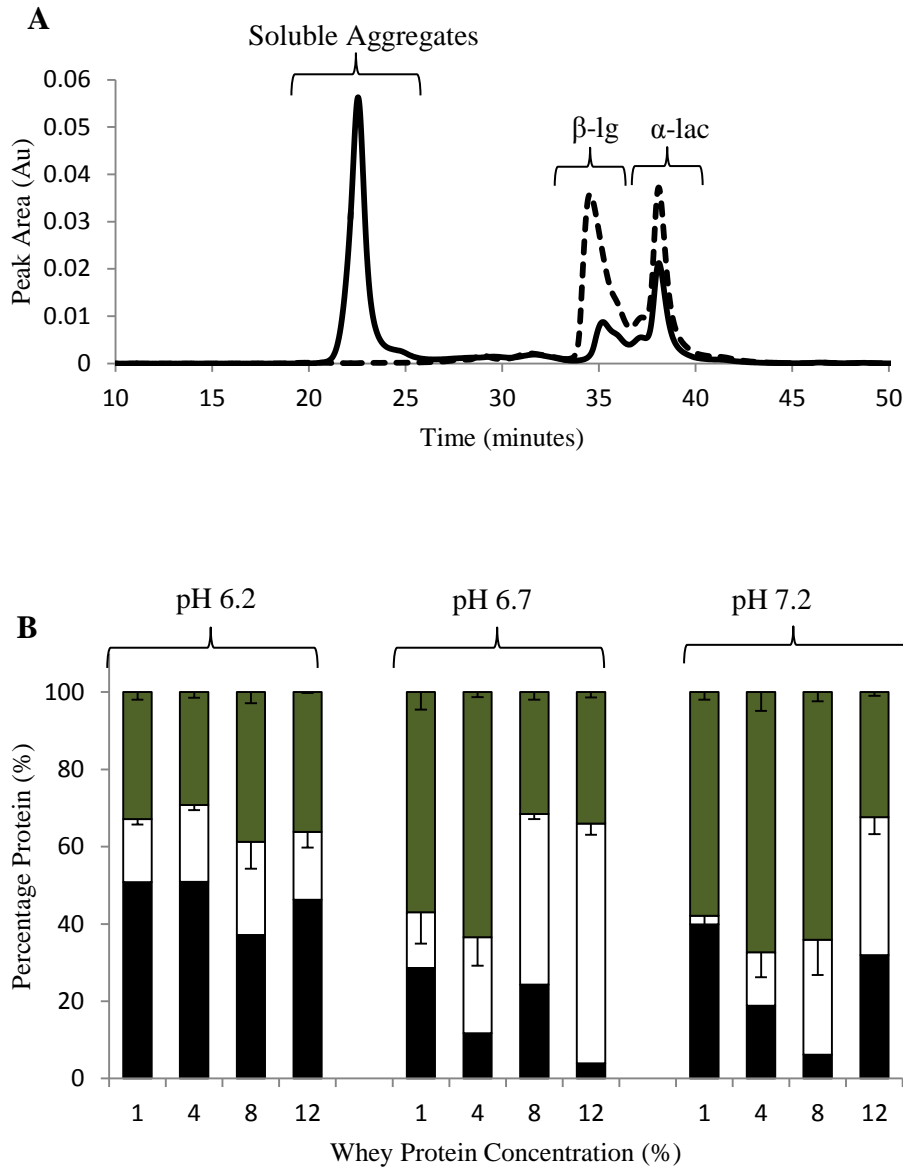 A
Soluble Aggregates
β-lg
α-lac
0.06
0.05
0.04
0.03
0.02
0.01
0
Peak Area (Au)
10 15 20 25 30 35 40 45 50
Time (minutes)
B
pH 6.2 pH 6.7 pH 7.2
100
80
60
40
20
0
Percentage Protein (%)
1 4 8 12 1 4 8 12 1 4 8 12
Whey Protein Concentration (%)